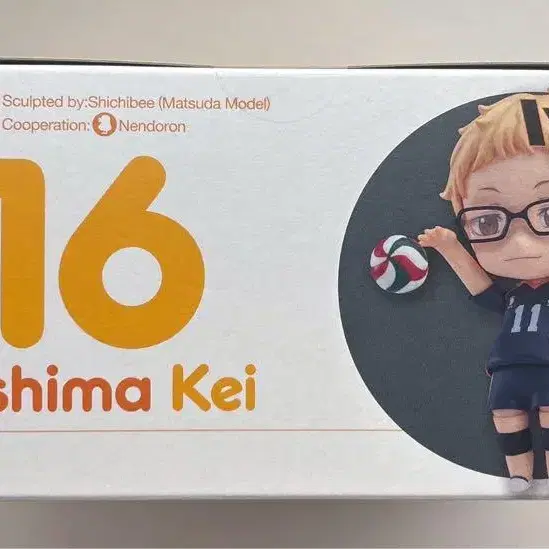 Sculpted by:Shichibee (Matsuda Model)
Cooperation: Nendoron
16
shima Kei
11